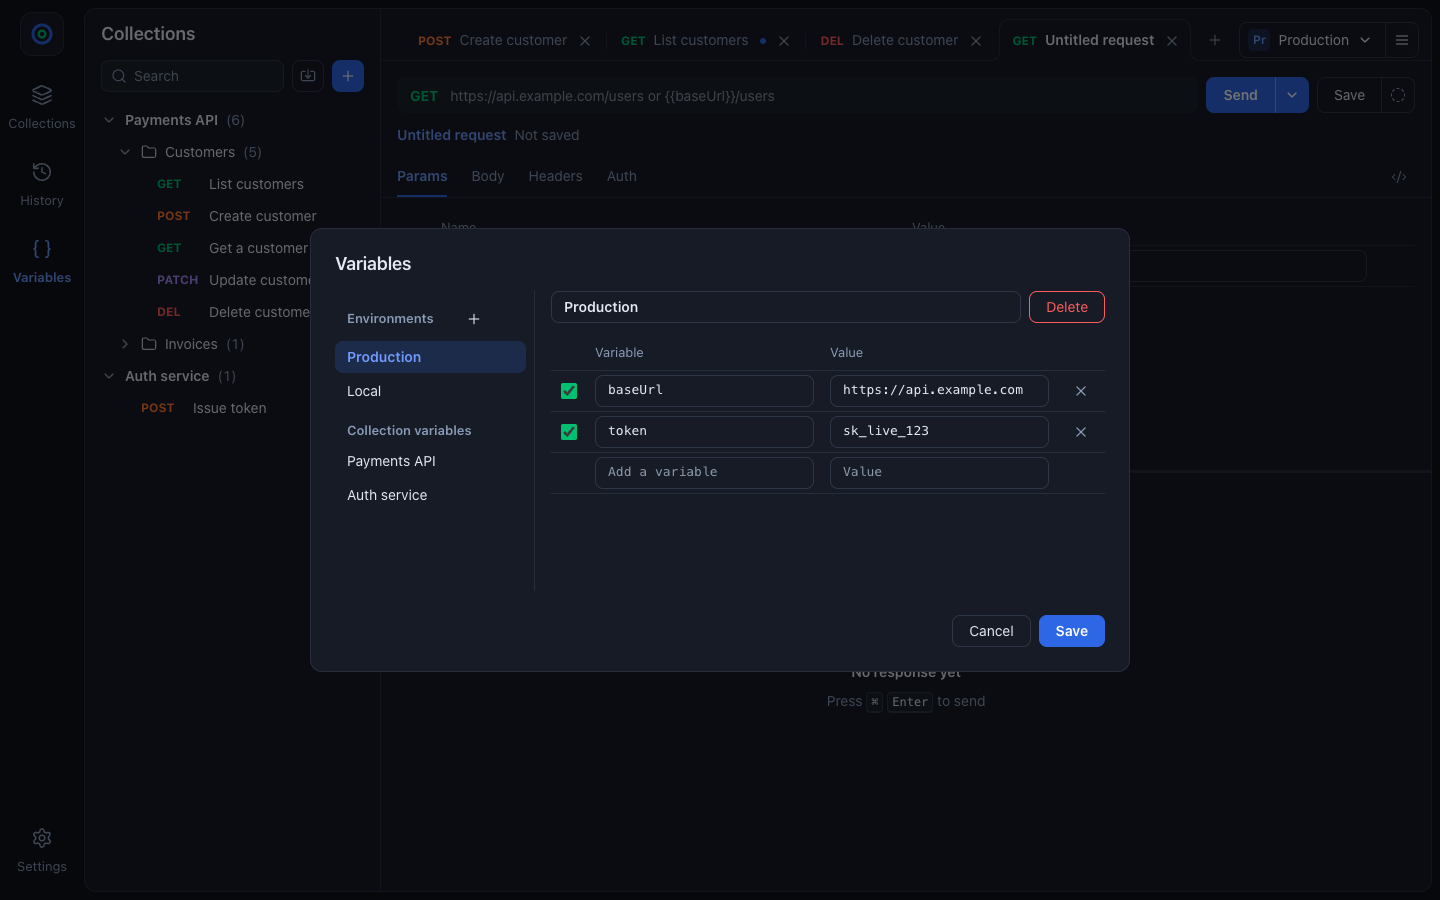 Collections
History
Variables
Settings
Collections
Search
Payments API (6)
Customers (5)
GET List customers
POST Create customer
GET Get a customer
PATCH Update custome
DEL Delete custome
Invoices (1)
Auth service (1)
POST Issue token
POST Create customer
GET List customers
DEL Delete customer
GET Untitled request
Pr Production
GET https://api.example.com/users or {{baseUrl}}/users
Send
Save
Untitled request Not saved
Params Body Headers Auth
Name Value
Variables
Environments
Production
Local
Collection variables
Payments API
Auth service
Production
Delete
Variable Value
baseUrl https://api.example.com
token sk_live_123
Add a variable Value
Cancel Save
No response yet
Press ⌘ Enter to send